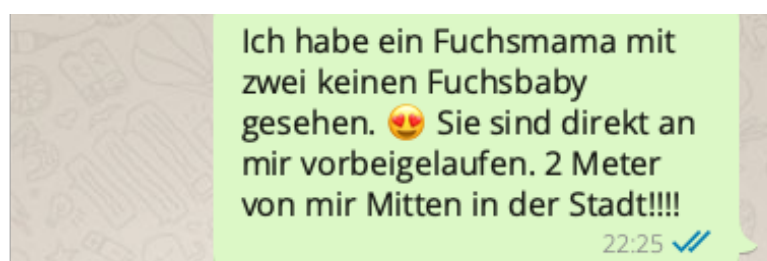 Ich habe ein Fuchsmama mit
zwei keinen Fuchsbaby
gesehen. 😍 Sie sind direkt an
mir vorbeigelaufen. 2 Meter
von mir Mitten in der Stadt!!!!
22:25